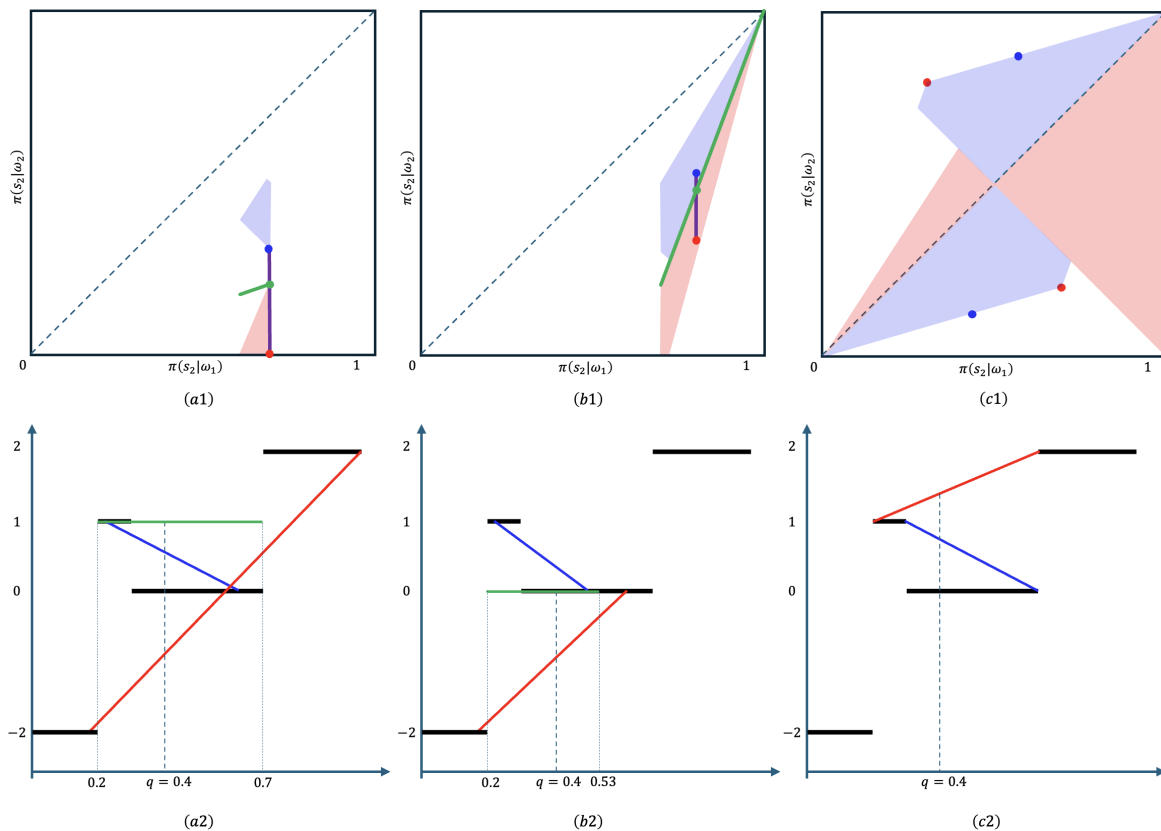 π(s₂|ω₂)
0
π(s₂|ω₁)
1
(a1)
π(s₂|ω₂)
0
π(s₂|ω₁)
1
(b1)
π(s₂|ω₂)
0
π(s₂|ω₁)
1
(c1)
2
1
0
−2
0.2
q = 0.4
0.7
(a2)
2
1
0
−2
0.2
q = 0.4
0.53
(b2)
2
1
0
−2
q = 0.4
(c2)